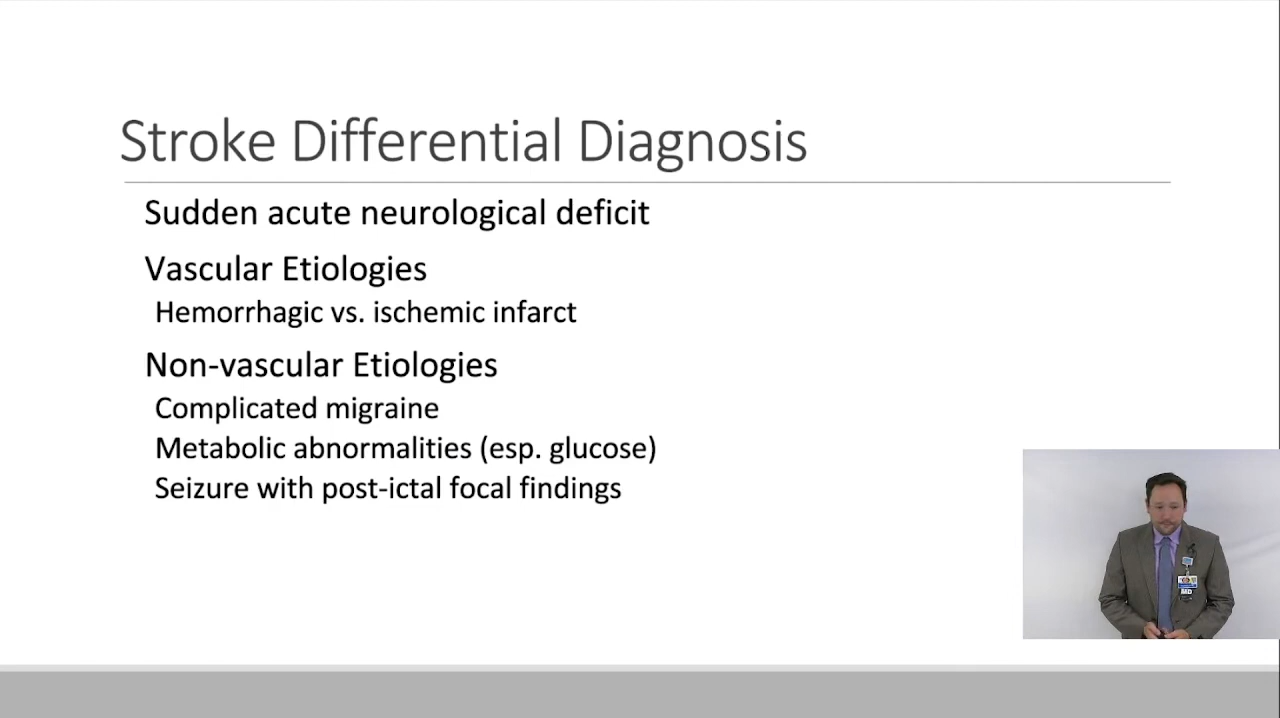 Stroke Differential Diagnosis
Sudden acute neurological deficit
Vascular Etiologies
Hemorrhagic vs. ischemic infarct
Non-vascular Etiologies
Complicated migraine
Metabolic abnormalities (esp. glucose)
Seizure with post-ictal focal findings
MD